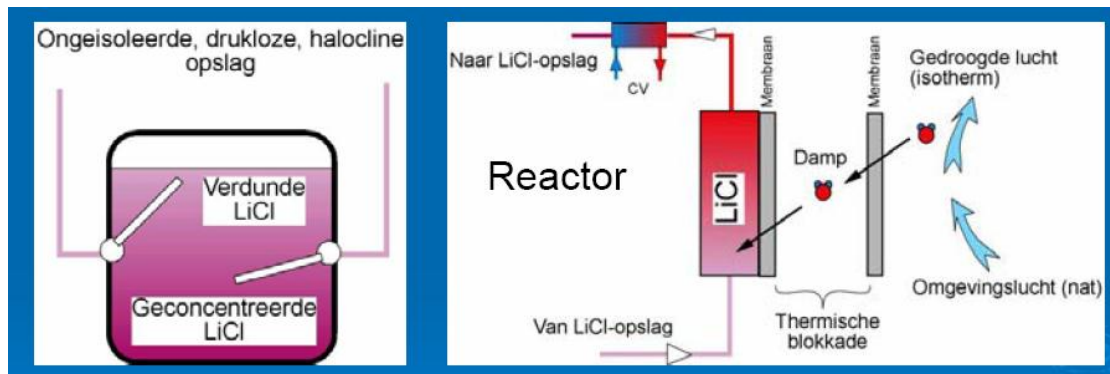 Ongeisoleerde, drukloze, halocline
opslag
Verdunde
LiCl
Geconcentreerde
LiCl
Naar LiCl-opslag
CV
Reactor
LiCl
Van LiCl-opslag
Membraan
Damp
Thermische
blokkade
Membraan
Gedroogde lucht
(isotherm)
Omgevingslucht (nat)